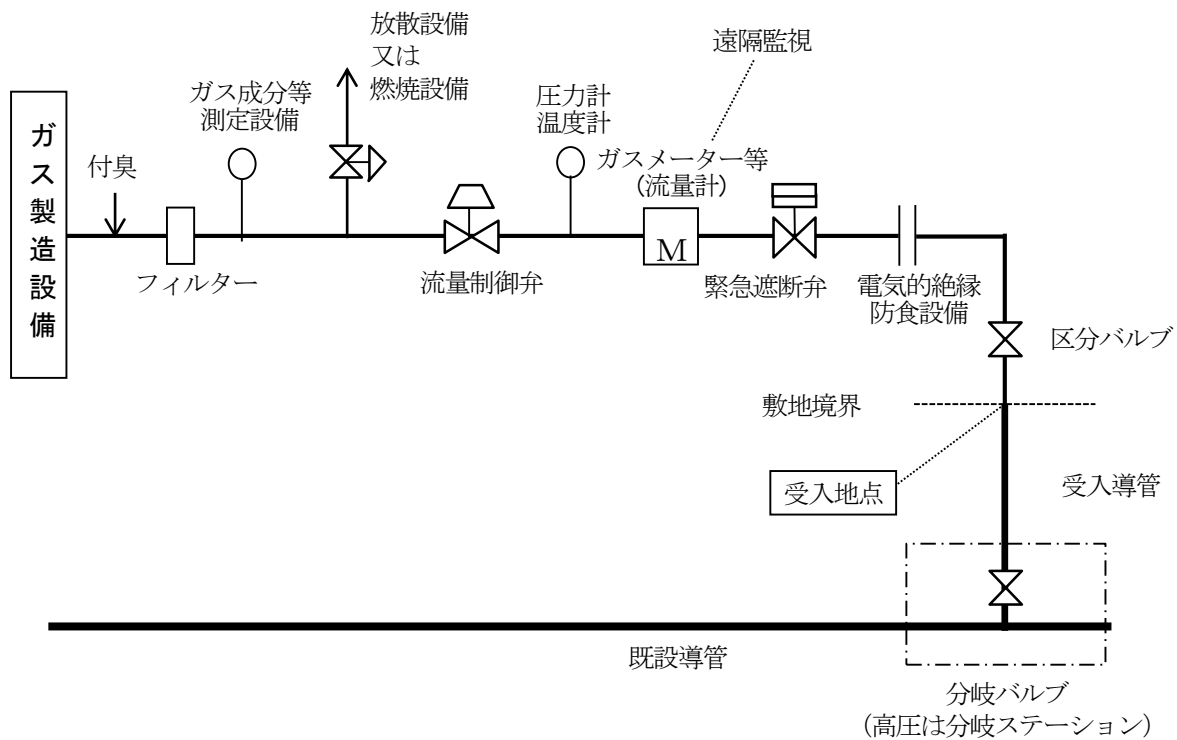 放散設備
又は
燃焼設備
遠隔監視
ガス成分等
測定設備
圧力計
温度計
ガス製造設備
付臭
ガスメーター等
（流量計）
M
フィルター
流量制御弁
緊急遮断弁
電気的絶縁
防食設備
区分バルブ
敷地境界
受入地点
受入導管
既設導管
分岐バルブ
（高圧は分岐ステーション）